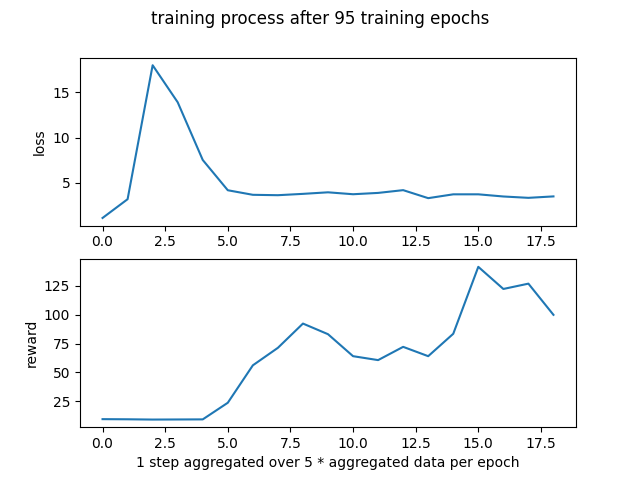 training process after 95 training epochs
loss
15
10
5
0.0 2.5 5.0 7.5 10.0 12.5 15.0 17.5
reward
125
100
75
50
25
0.0 2.5 5.0 7.5 10.0 12.5 15.0 17.5
1 step aggregated over 5 * aggregated data per epoch